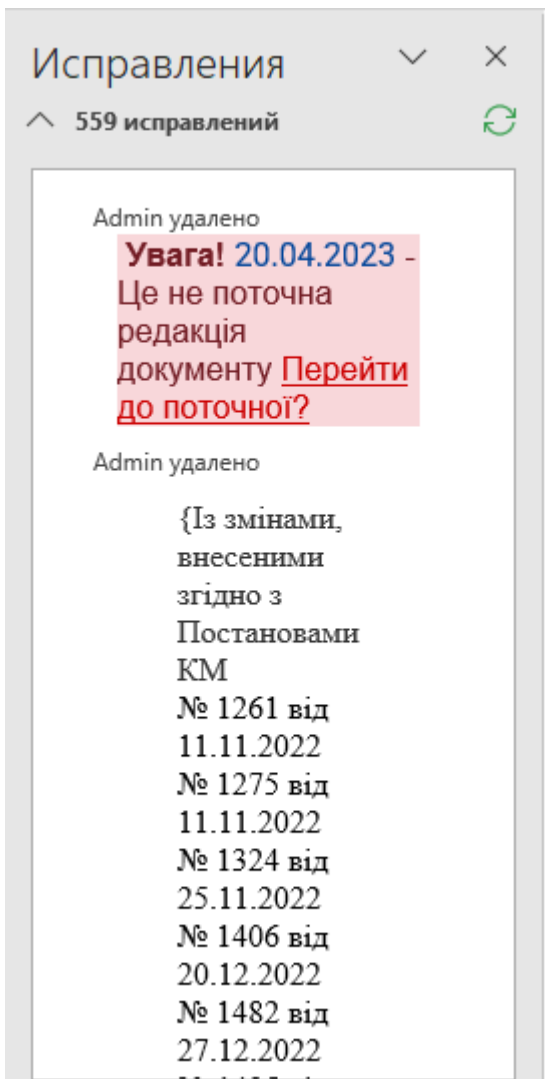 Исправления
559 исправлений
Admin удалено
Увага! 20.04.2023 -
Це не поточна
редакція
документу Перейти
до поточної?
Admin удалено
{Із змінами,
внесеними
згідно з
Постановами
КМ
№ 1261 від
11.11.2022
№ 1275 від
11.11.2022
№ 1324 від
25.11.2022
№ 1406 від
20.12.2022
№ 1482 від
27.12.2022